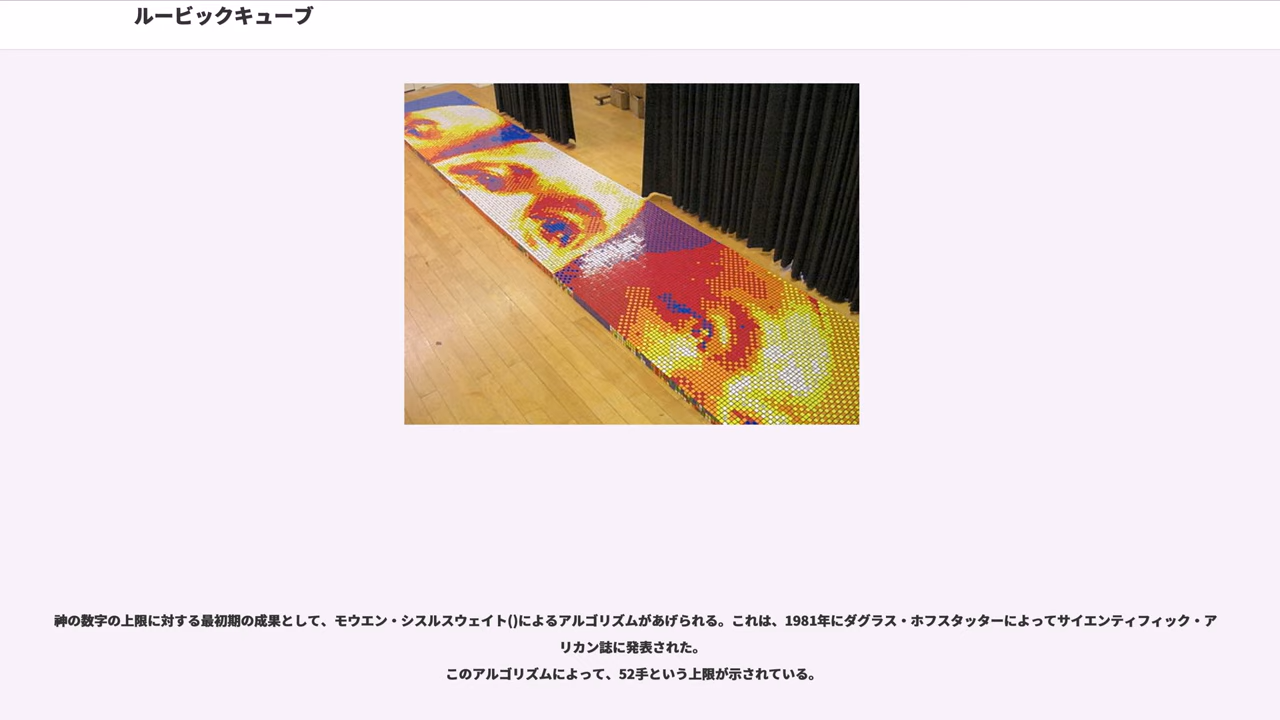 ルービックキューブ
神の数字の上限に対する最初期の成果として、モウエン・シスルスウェイト()によるアルゴリズムがあげられる。これは、1981年にダグラス・ホフスタッターによってサイエンティフィック・ア
リカン誌に発表された。
このアルゴリズムによって、52手という上限が示されている。